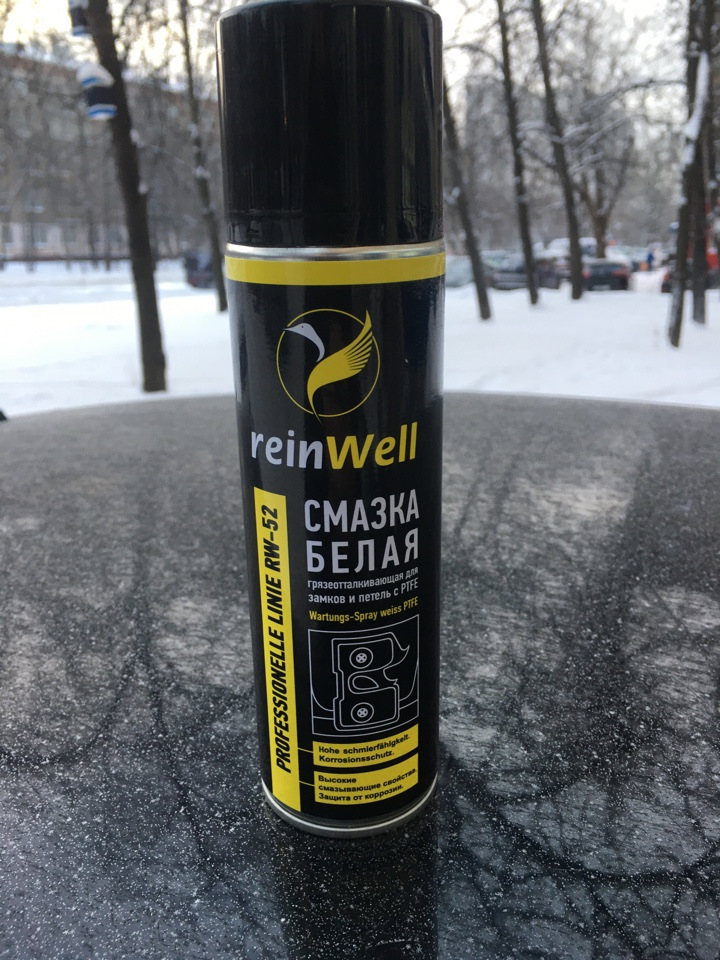 reinWell
PROFESSIONELLE LINIE RW-52
СМАЗКА
БЕЛАЯ
грязеотталкивающая для
замков и петель с PTFE
Wartungs-Spray weiss PTFE
Hohe schmierfähigkeit.
Korrosionsschutz.
Высокие
смазывающие свойства.
Защита от коррозии.